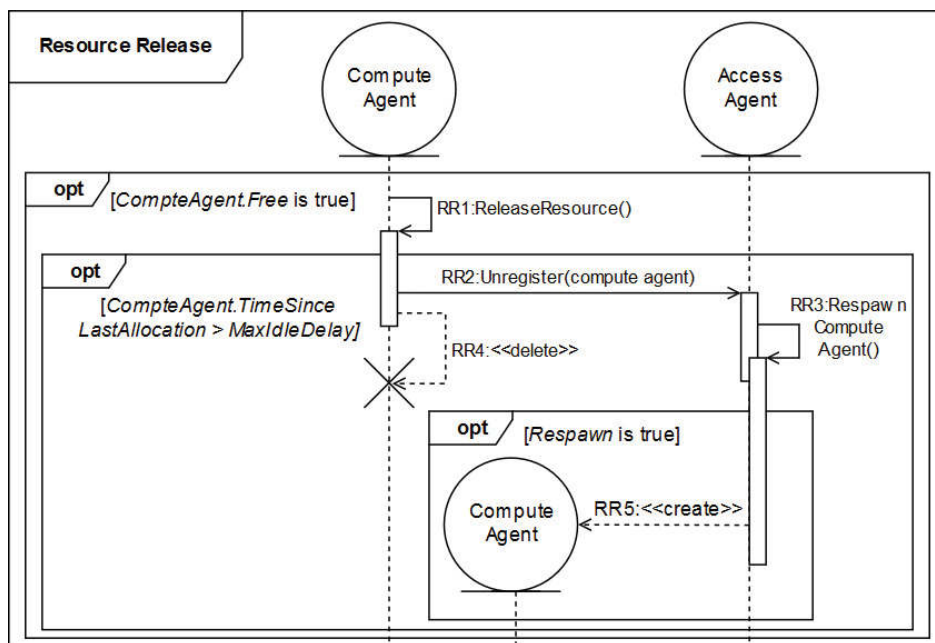 Resource Release
Compute
Agent
Access
Agent
opt
[CompteAgent.Free is true]
RR1:ReleaseResource()
opt
[CompteAgent.TimeSince
LastAllocation > MaxIdleDelay]
RR2:Unregister(compute agent)
RR3:Respawn
Compute
Agent()
RR4:<<delete>>
opt
[Respawn is true]
Compute
Agent
RR5:<<create>>